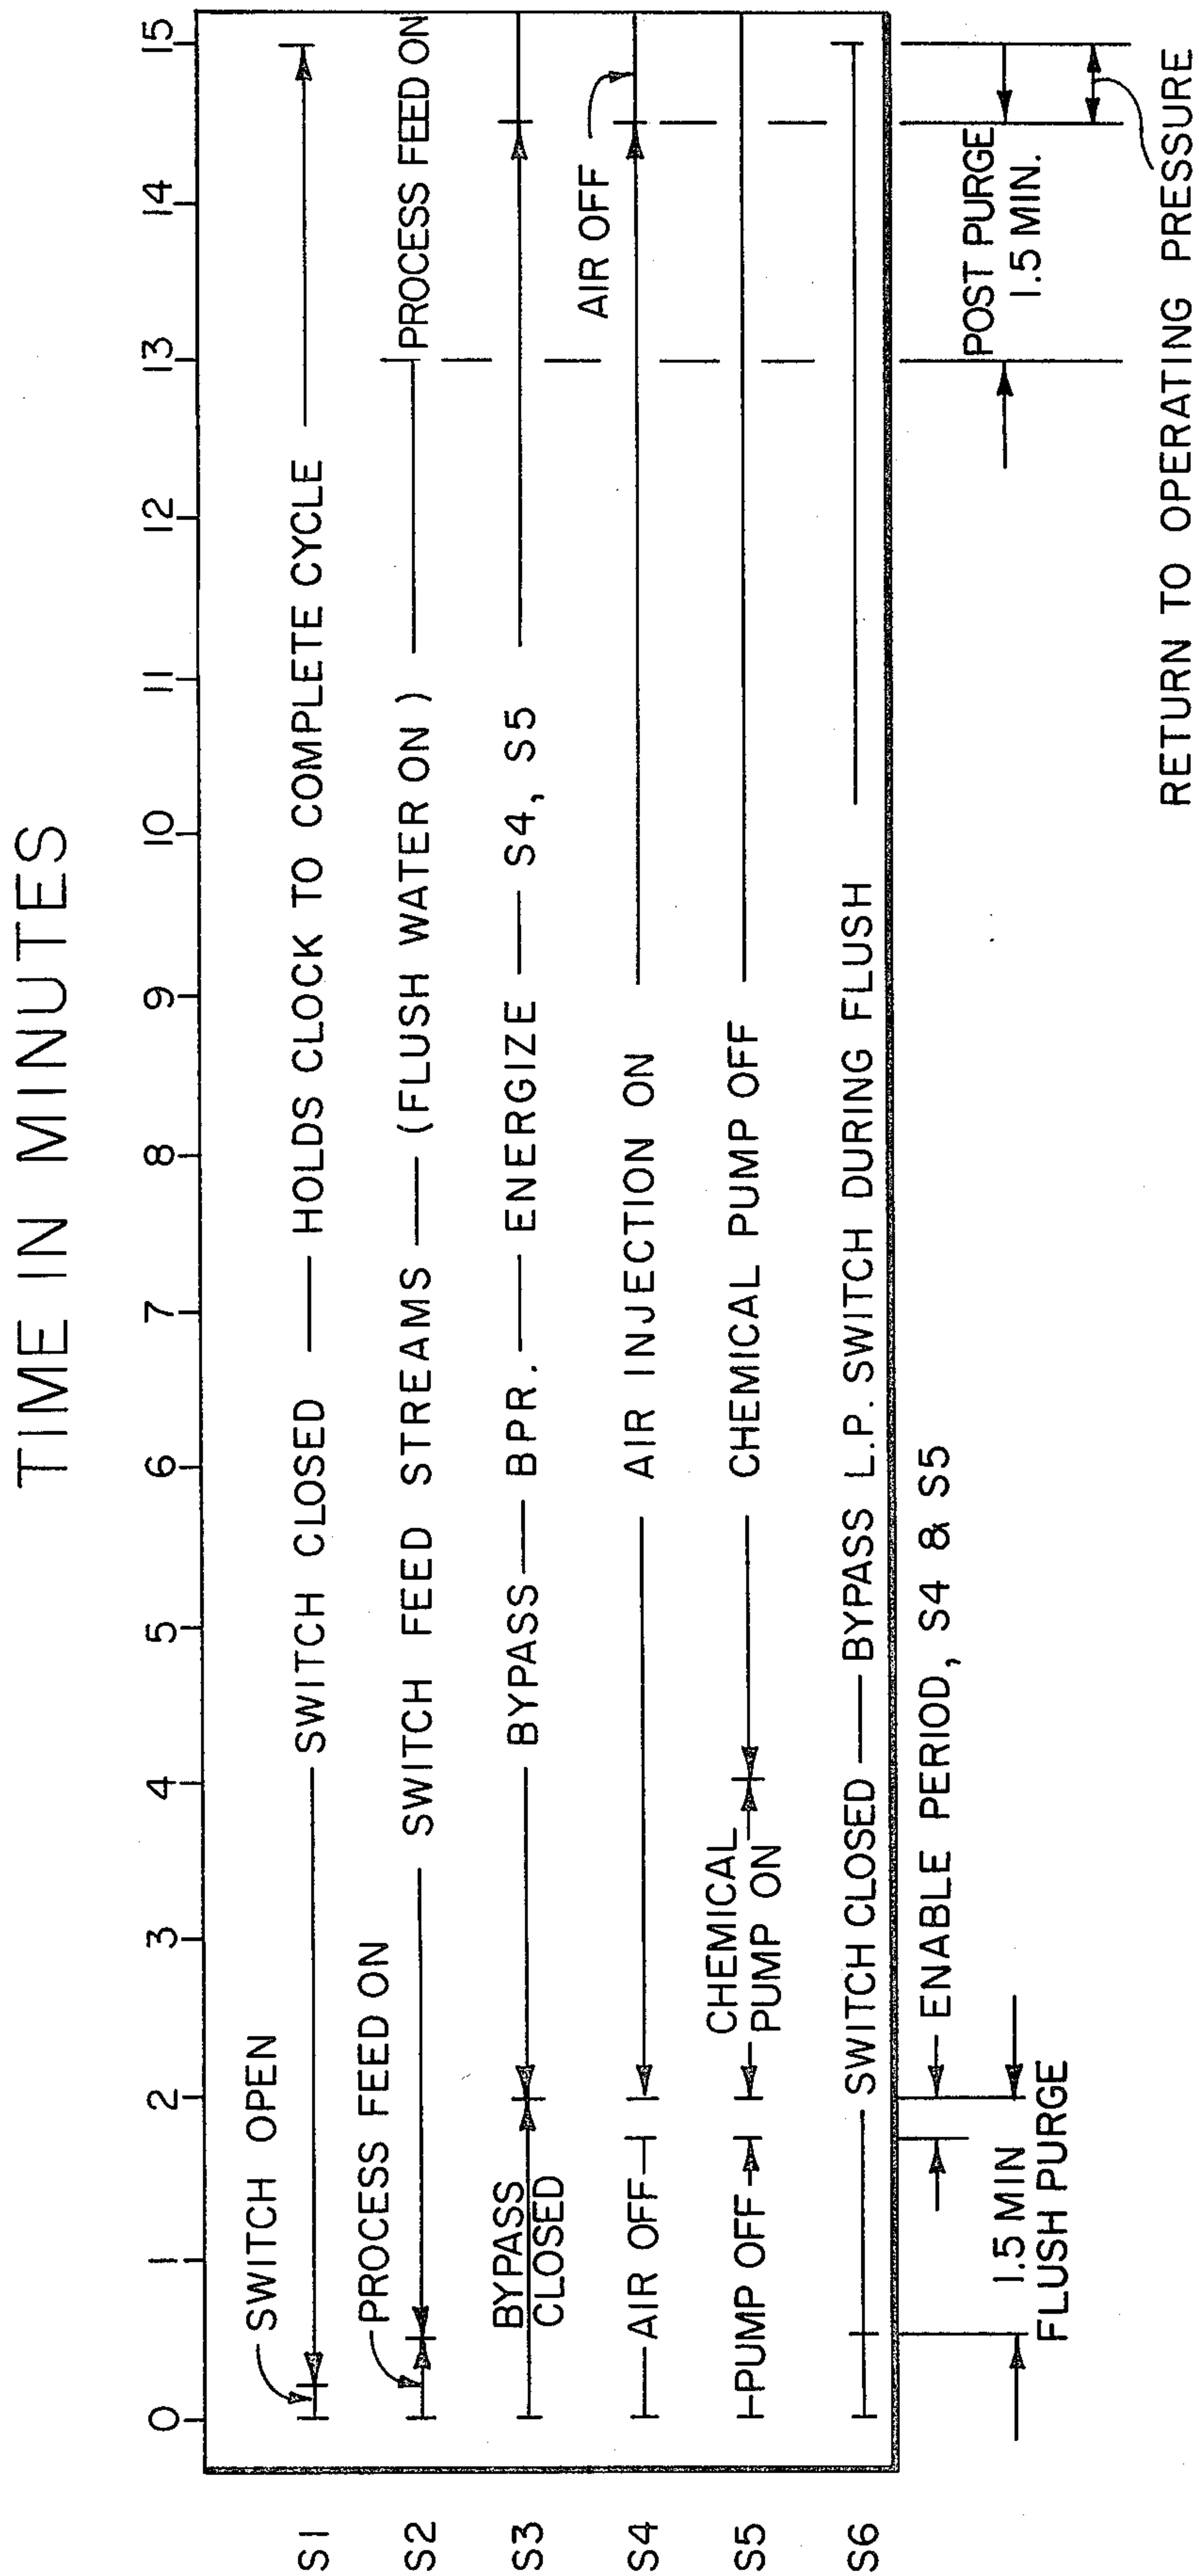 TIME IN MINUTES
0 1 2 3 4 5 6 7 8 9 10 11 12 13 14 15
SWITCH OPEN
S1 SWITCH CLOSED — HOLDS CLOCK TO COMPLETE CYCLE
PROCESS FEED ON
S2 SWITCH FEED STREAMS — (FLUSH WATER ON) PROCESS FEED ON
S3 BYPASS
CLOSED
BYPASS — BPR. — ENERGIZE — S4, S5
AIR OFF
S4 AIR OFF AIR INJECTION ON
S5 PUMP OFF
CHEMICAL
PUMP ON
CHEMICAL PUMP OFF
S6 SWITCH CLOSED — BYPASS L.P. SWITCH DURING FLUSH
ENABLE PERIOD, S4 & S5
1.5 MIN
FLUSH PURGE
POST PURGE
1.5 MIN.
RETURN TO OPERATING PRESSURE